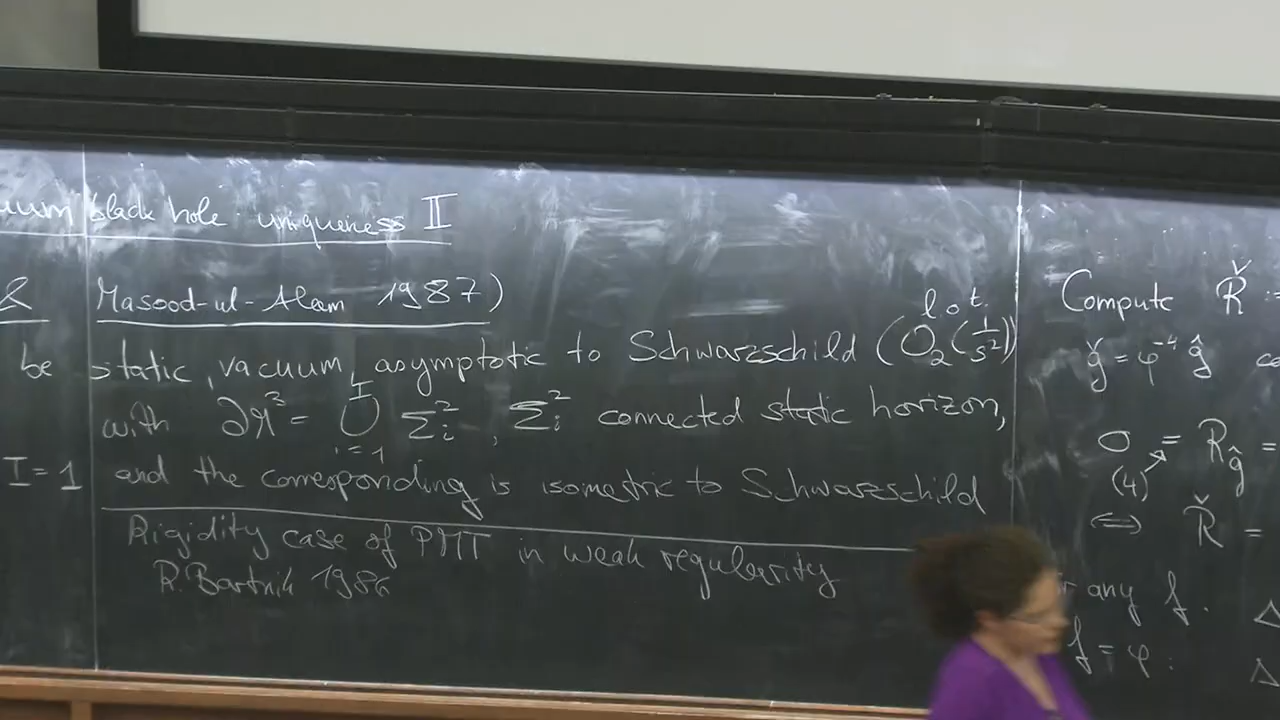 black hole uniqueness II
& Masood-ul-Alam 1987)
l.o.t.
be static, vacuum, asymptotic to Schwarzschild (O₂(1/s²))
with ∂M³ = ⋃_{i=1}^{I} Σ_i², Σ_i² connected static horizon,
I=1 and the corresponding is isometric to Schwarzschild
Rigidity case of PMT in weak regularity
R. Bartnik 1986
Compute Ř :
ǧ = φ⁻⁴ ĝ
0 = R_ĝ =
(4)
⇔ Ř =
any f. Δ
f = φ : Δ